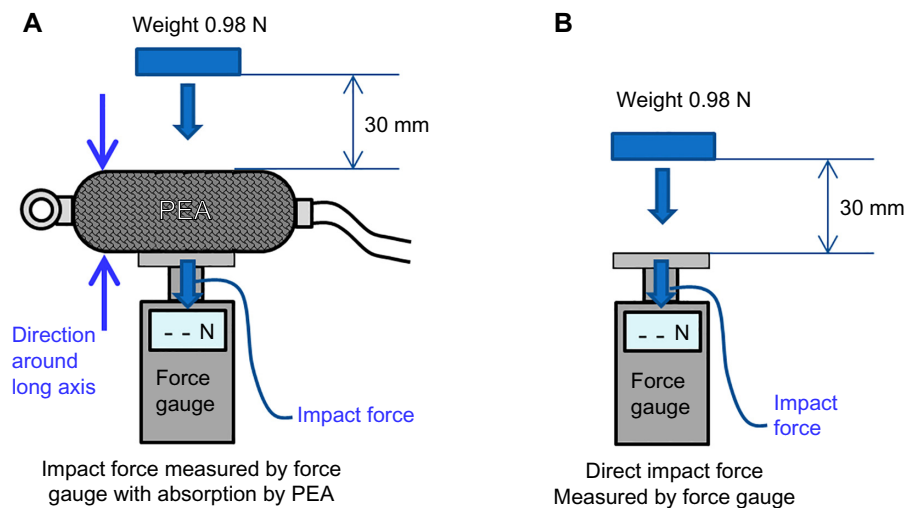 A
Weight 0.98 N
30 mm
PEA
Direction
around
long axis
-- N
Force
gauge
Impact force
Impact force measured by force
gauge with absorption by PEA
B
Weight 0.98 N
30 mm
-- N
Force
gauge
Impact
force
Direct impact force
Measured by force gauge